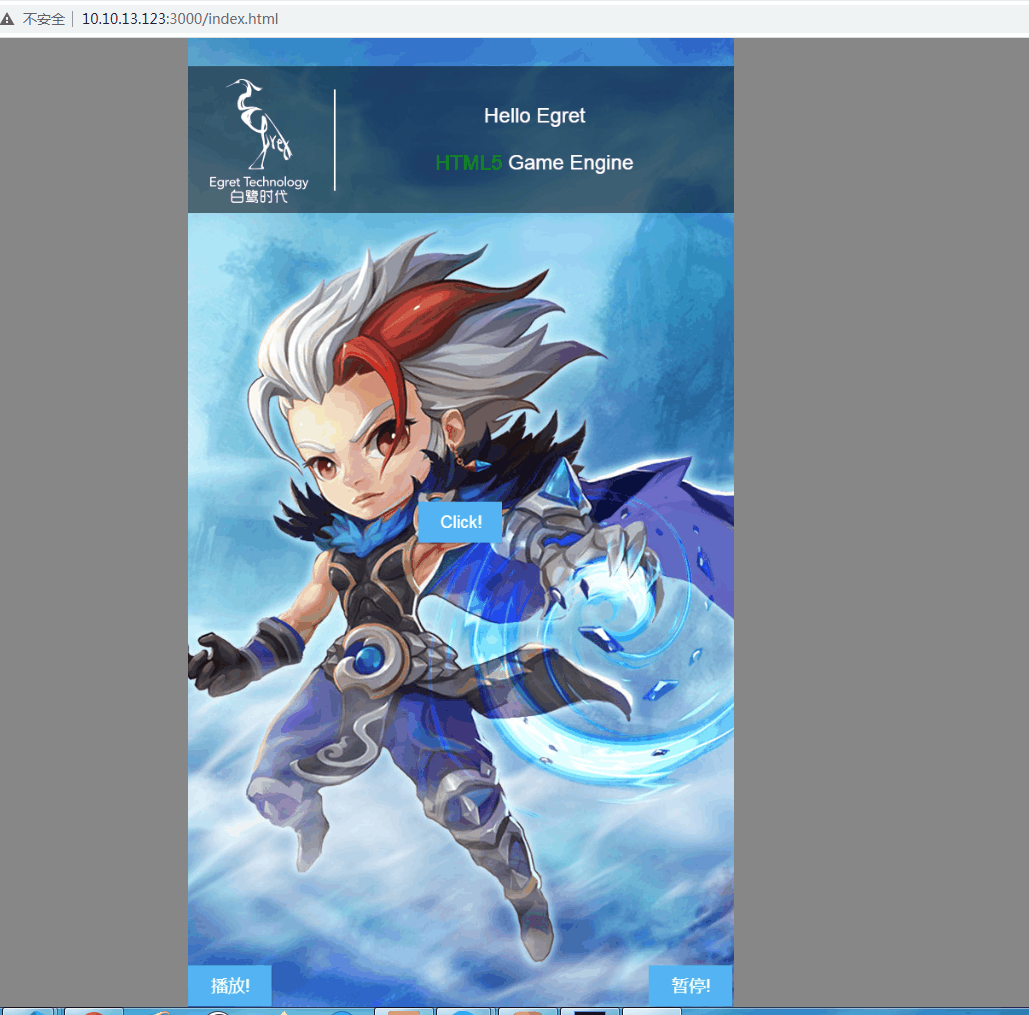 不安全 | 10.10.13.123:3000/index.html
Hello Egret
HTML5 Game Engine
Egret
Egret Technology
白鹭时代
Click!
播放!
暂停!